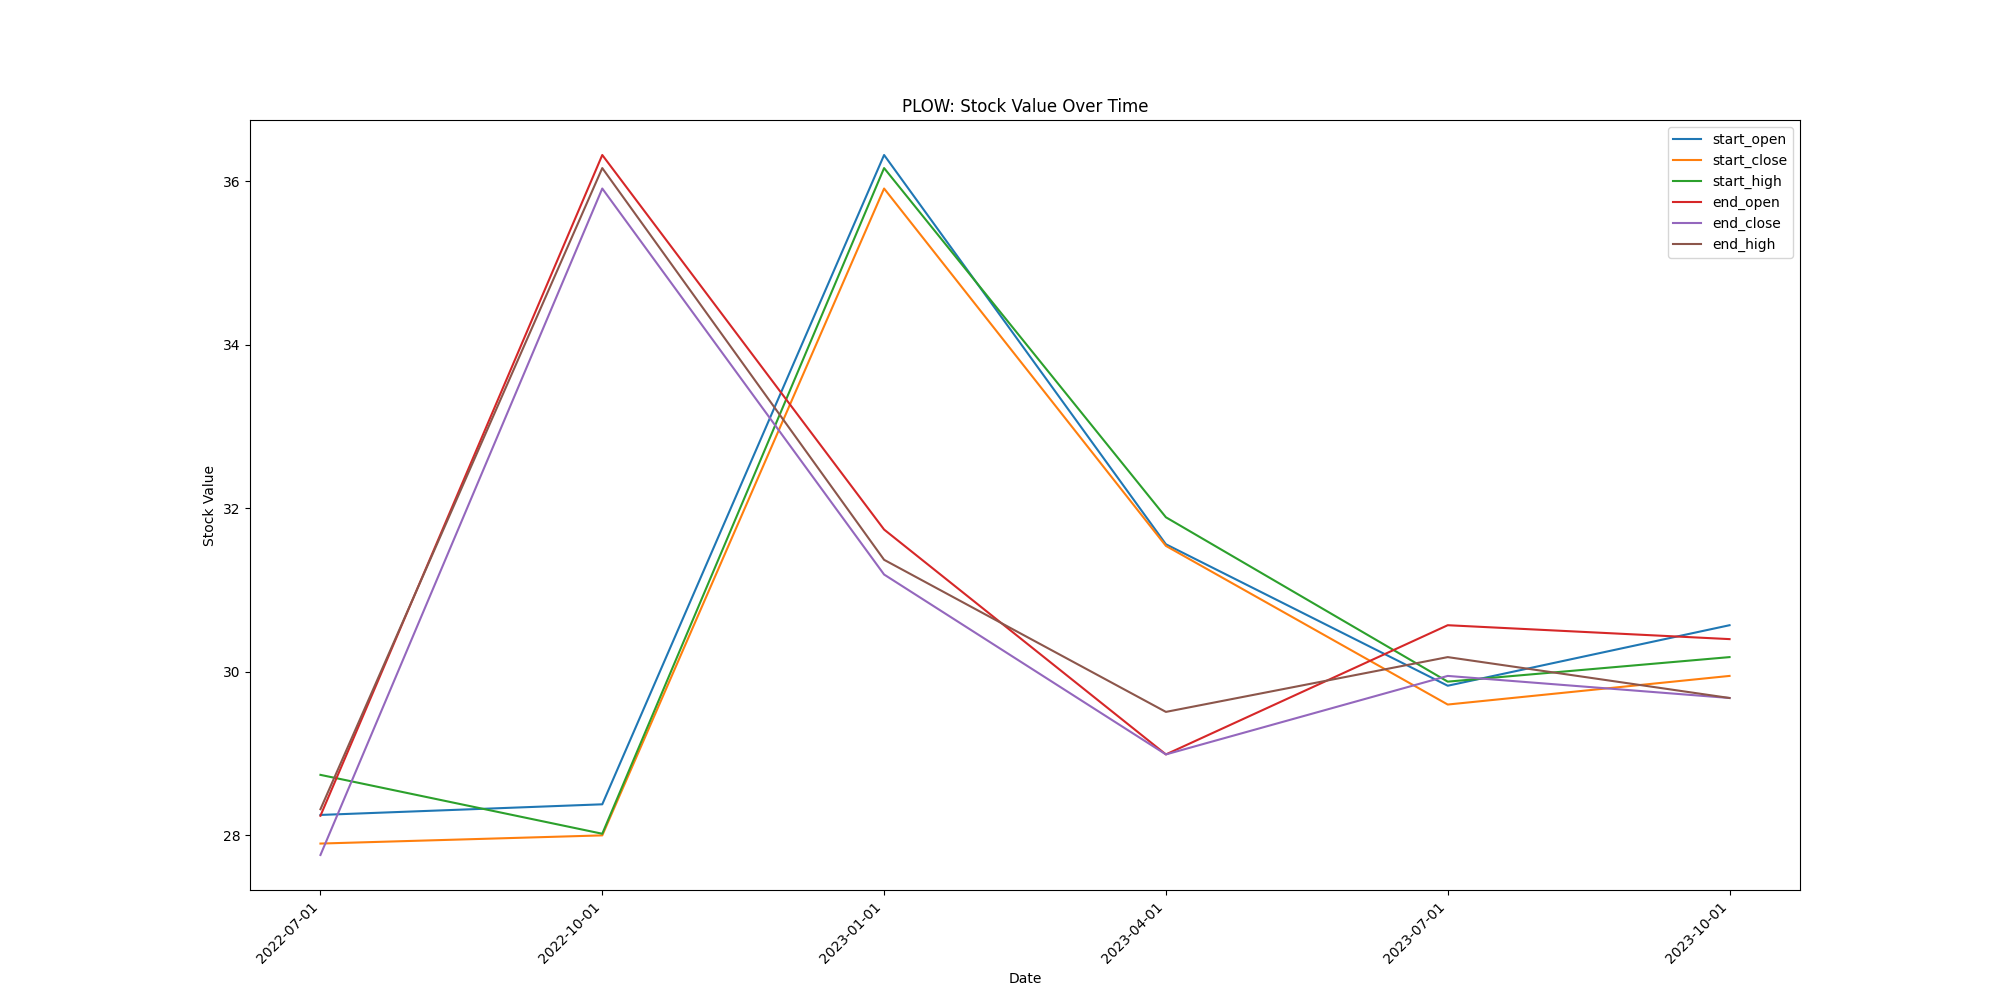 PLOW: Stock Value Over Time
start_open
start_close
start_high
end_open
end_close
end_high
36
34
32
30
28
Stock Value
2022-07-01
2022-10-01
2023-01-01
2023-04-01
2023-07-01
2023-10-01
Date